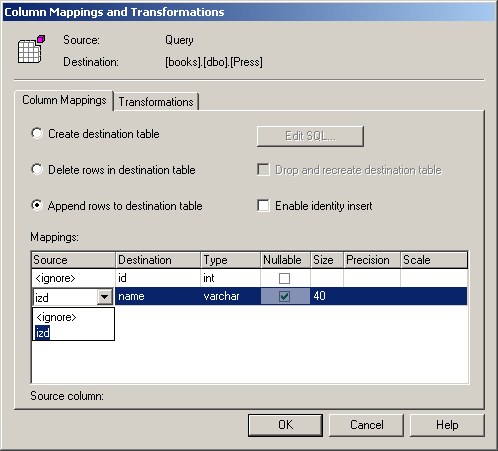 Column Mappings and Transformations
Source: Query
Destination: [books].[dbo].[Press]
Column Mappings Transformations
Create destination table Edit SQL...
Delete rows in destination table Drop and recreate destination table
Append rows to destination table Enable identity insert
Mappings:
Source Destination Type Nullable Size Precision Scale
<ignore> id int
izd name varchar 40
<ignore>
izd
Source column:
OK Cancel Help